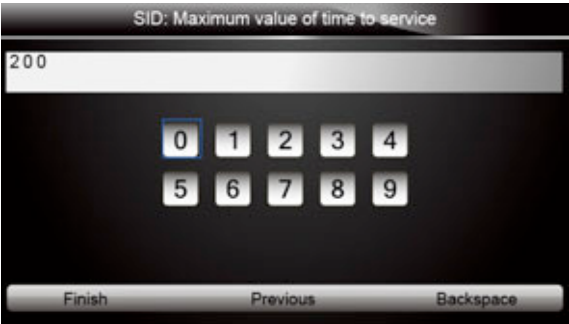 SID: Maximum value of time to service
200
0 1 2 3 4
5 6 7 8 9
Finish Previous Backspace